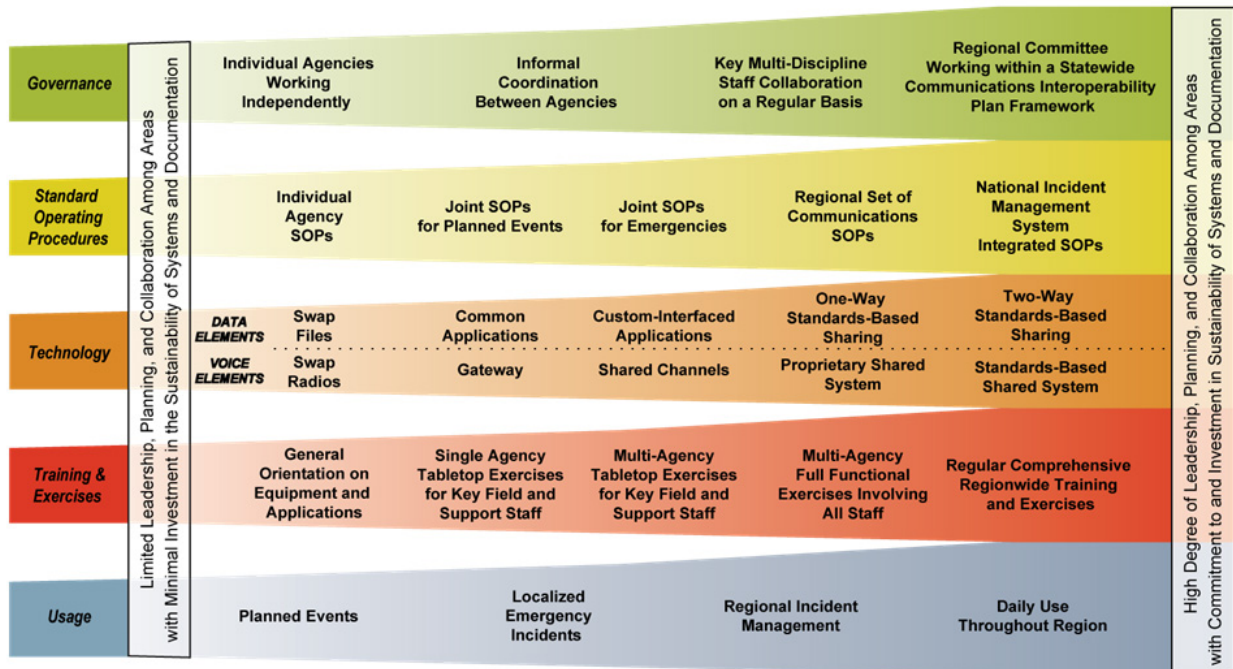 Governance
Individual Agencies
Working
Independently
Informal
Coordination
Between Agencies
Key Multi-Discipline
Staff Collaboration
on a Regular Basis
Regional Committee
Working within a Statewide
Communications Interoperability
Plan Framework
Standard
Operating
Procedures
Individual
Agency
SOPs
Joint SOPs
for Planned Events
Joint SOPs
for Emergencies
Regional Set of
Communications
SOPs
National Incident
Management
System
Integrated SOPs
Technology
DATA
ELEMENTS
Swap
Files
Common
Applications
Custom-Interfaced
Applications
One-Way
Standards-Based
Sharing
Two-Way
Standards-Based
Sharing
VOICE
ELEMENTS
Swap
Radios
Gateway
Shared Channels
Proprietary Shared
System
Standards-Based
Shared System
Training &
Exercises
General
Orientation on
Equipment and
Applications
Single Agency
Tabletop Exercises
for Key Field and
Support Staff
Multi-Agency
Tabletop Exercises
for Key Field and
Support Staff
Multi-Agency
Full Functional
Exercises Involving
All Staff
Regular Comprehensive
Regionwide Training
and Exercises
Usage
Planned Events
Localized
Emergency
Incidents
Regional Incident
Management
Daily Use
Throughout Region
Limited Leadership, Planning, and Collaboration Among Areas
with Minimal Investment in the Sustainability of Systems and Documentation
High Degree of Leadership, Planning, and Collaboration Among Areas
with Commitment to and Investment in Sustainability of Systems and Documentation